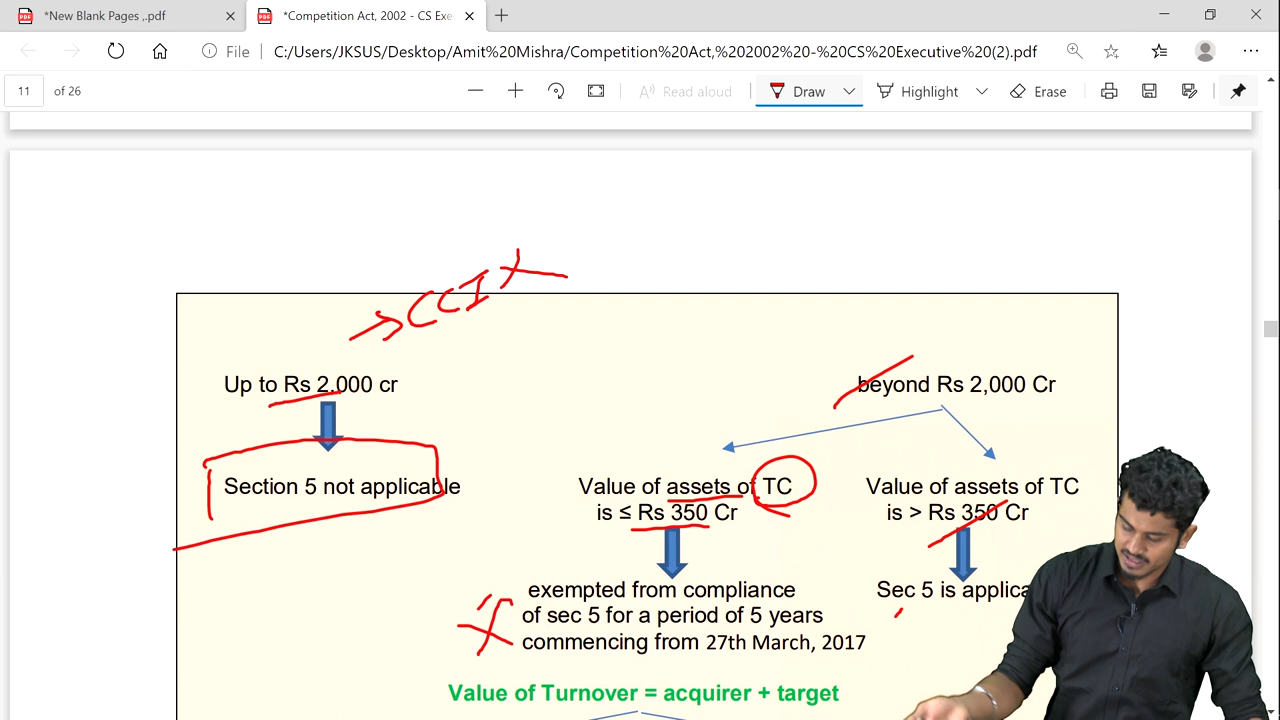 *New Blank Pages ,.pdf
*Competition Act, 2002 - CS Exe
File
C:/Users/JKSUS/Desktop/Amit%20Mishra/Competition%20Act,%202002%20-%20CS%20Executive%20(2).pdf
11 of 26
Read aloud
Draw
Highlight
Erase
→ CCI X
Up to Rs 2,000 cr
beyond Rs 2,000 Cr
Section 5 not applicable
Value of assets of TC
is ≤ Rs 350 Cr
Value of assets of TC
is > Rs 350 Cr
exempted from compliance
of sec 5 for a period of 5 years
commencing from 27th March, 2017
Sec 5 is applica
Value of Turnover = acquirer + target